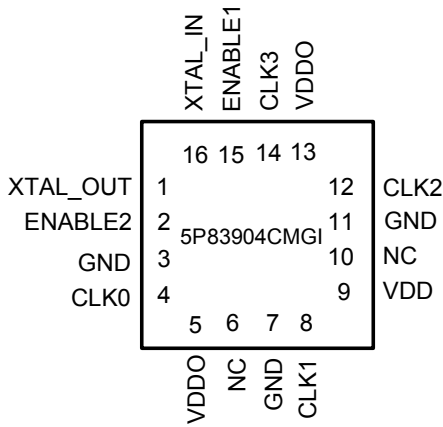 XTAL_IN
ENABLE1
CLK3
VDDO
16 15 14 13
XTAL_OUT 1 12 CLK2
ENABLE2 2 11 GND
5P83904CMGI
GND 3 10 NC
CLK0 4 9 VDD
5 6 7 8
VDDO
NC
GND
CLK1